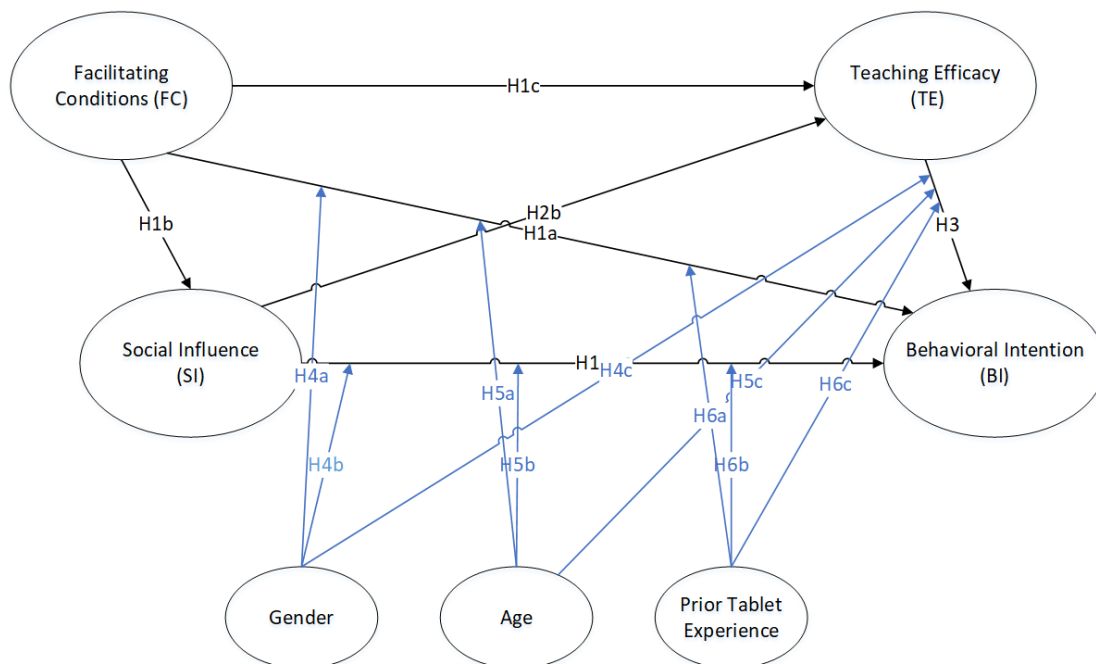 Facilitating
Conditions (FC)
Teaching Efficacy
(TE)
H1c
H2b
H1b
H1a
H3
Social Influence
(SI)
H1
H4c
Behavioral Intention
(BI)
H4a
H5a
H5c
H6c
H6a
H4b
H5b
H6b
Gender
Age
Prior Tablet
Experience